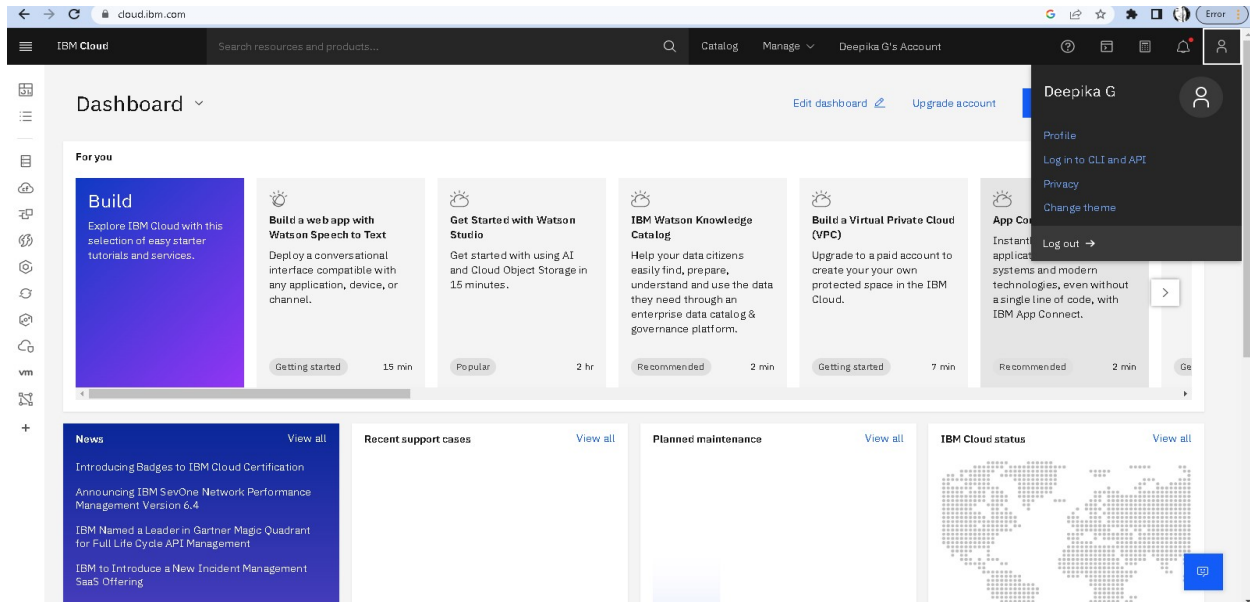 cloud.ibm.com
Error
IBM Cloud
Search resources and products...
Catalog
Manage
Deepika G's Account
Dashboard
Edit dashboard
Upgrade account
Deepika G
Profile
Log in to CLI and API
Privacy
Change theme
Log out →
For you
Build
Explore IBM Cloud with this
selection of easy starter
tutorials and services.
Build a web app with
Watson Speech to Text
Deploy a conversational
interface compatible with
any application, device, or
channel.
Getting started
15 min
Get Started with Watson
Studio
Get started with using AI
and Cloud Object Storage in
15 minutes.
Popular
2 hr
IBM Watson Knowledge
Catalog
Help your data citizens
easily find, prepare,
understand and use the data
they need through an
enterprise data catalog &
governance platform.
Recommended
2 min
Build a Virtual Private Cloud
(VPC)
Upgrade to a paid account to
create your your own
protected space in the IBM
Cloud.
Getting started
7 min
App Co
Instant
applicat
systems and modern
technologies, even without
a single line of code, with
IBM App Connect.
Recommended
2 min
Ge
vm
News
View all
Introducing Badges to IBM Cloud Certification
Announcing IBM SevOne Network Performance
Management Version 6.4
IBM Named a Leader in Gartner Magic Quadrant
for Full Life Cycle API Management
IBM to Introduce a New Incident Management
SaaS Offering
Recent support cases
View all
Planned maintenance
View all
IBM Cloud status
View all